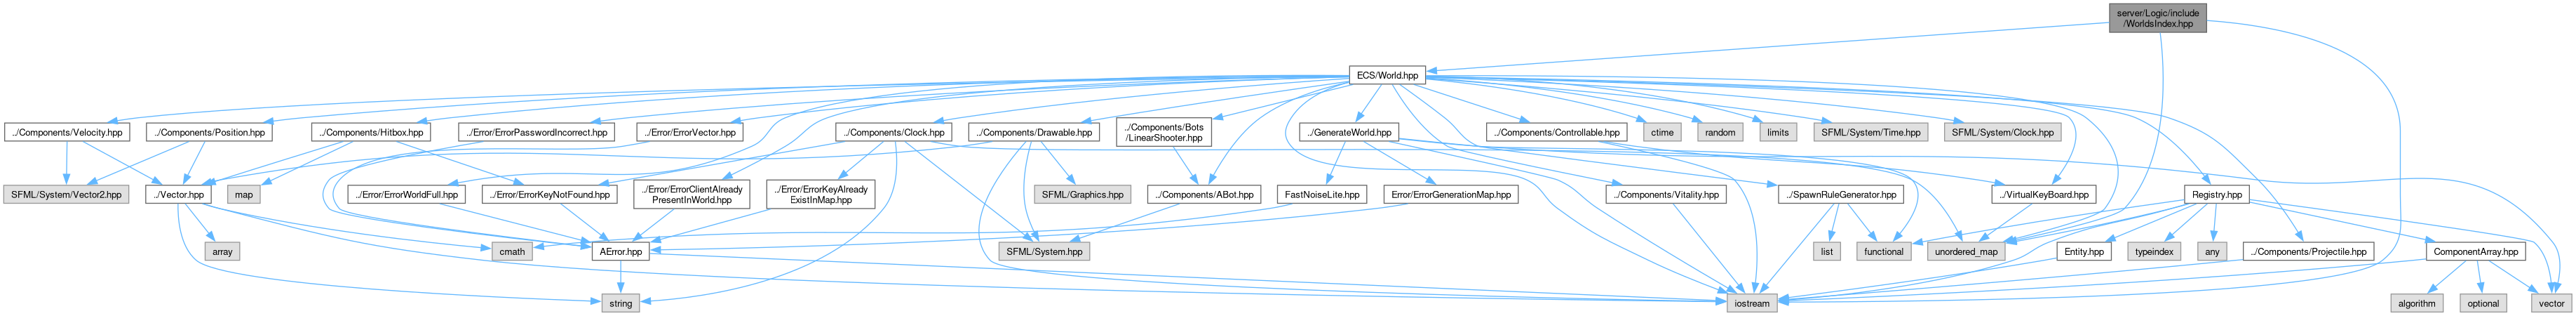 server/Logic/include
/WorldsIndex.hpp
ECS/World.hpp
../Components/Velocity.hpp
../Components/Position.hpp
../Components/Hitbox.hpp
../Error/ErrorPasswordIncorrect.hpp
../Error/ErrorVector.hpp
../Components/Clock.hpp
../Components/Drawable.hpp
../Components/Bots
/LinearShooter.hpp
../GenerateWorld.hpp
../Components/Controllable.hpp
ctime
random
limits
SFML/System/Time.hpp
SFML/System/Clock.hpp
SFML/System/Vector2.hpp
../Vector.hpp
map
../Error/ErrorWorldFull.hpp
../Error/ErrorKeyNotFound.hpp
../Error/ErrorClientAlready
PresentInWorld.hpp
../Error/ErrorKeyAlready
ExistInMap.hpp
SFML/Graphics.hpp
../Components/ABot.hpp
FastNoiseLite.hpp
Error/ErrorGenerationMap.hpp
../Components/Vitality.hpp
../SpawnRuleGenerator.hpp
../VirtualKeyBoard.hpp
Registry.hpp
array
cmath
AError.hpp
SFML/System.hpp
list
functional
unordered_map
Entity.hpp
typeindex
any
../Components/Projectile.hpp
ComponentArray.hpp
string
iostream
algorithm
optional
vector